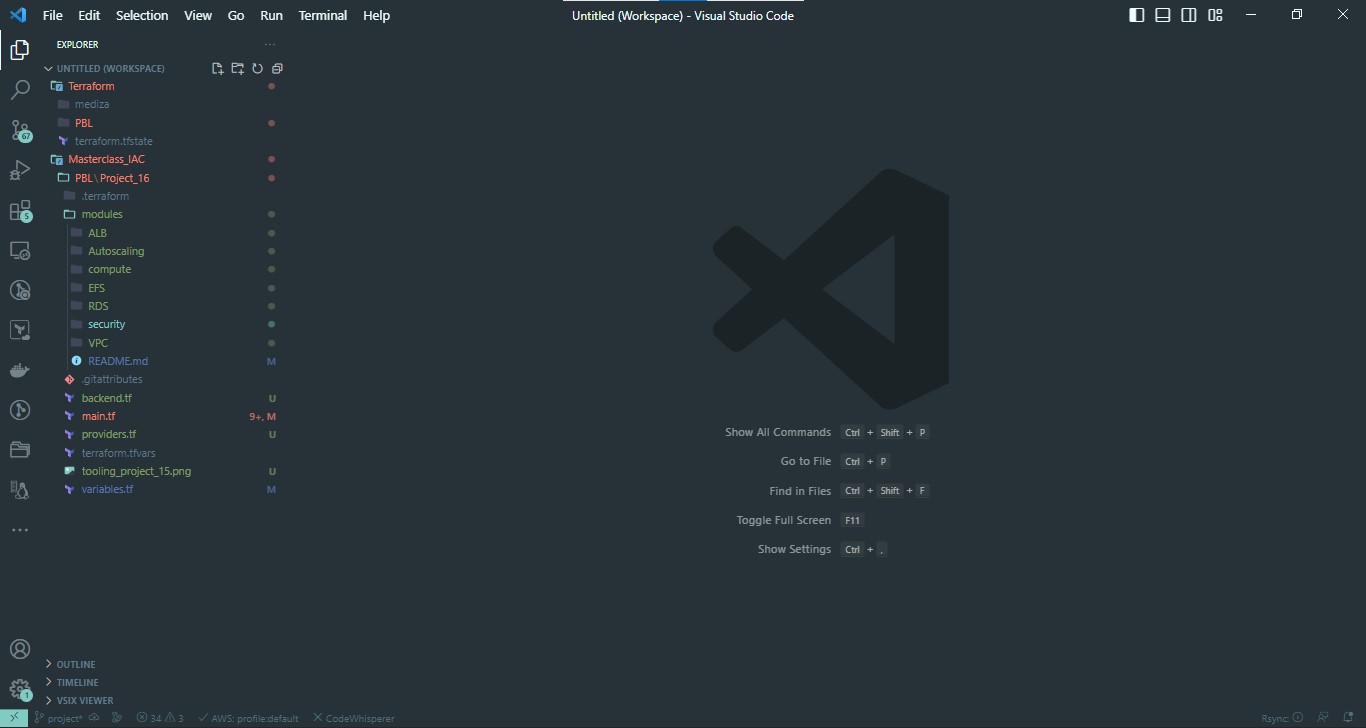 File Edit Selection View Go Run Terminal Help
Untitled (Workspace) - Visual Studio Code
EXPLORER
UNTITLED (WORKSPACE)
Terraform
mediza
PBL
terraform.tfstate
Masterclass_IAC
PBL \ Project_16
.terraform
modules
ALB
Autoscaling
compute
EFS
RDS
security
VPC
README.md M
.gitattributes
backend.tf U
main.tf 9+, M
providers.tf U
terraform.tfvars
tooling_project_15.png U
variables.tf M
67
5
1
OUTLINE
TIMELINE
VSIX VIEWER
Show All Commands Ctrl + Shift + P
Go to File Ctrl + P
Find in Files Ctrl + Shift + F
Toggle Full Screen F11
Show Settings Ctrl + ,
project* 34 3 AWS: profile:default CodeWhisperer
Rsync: